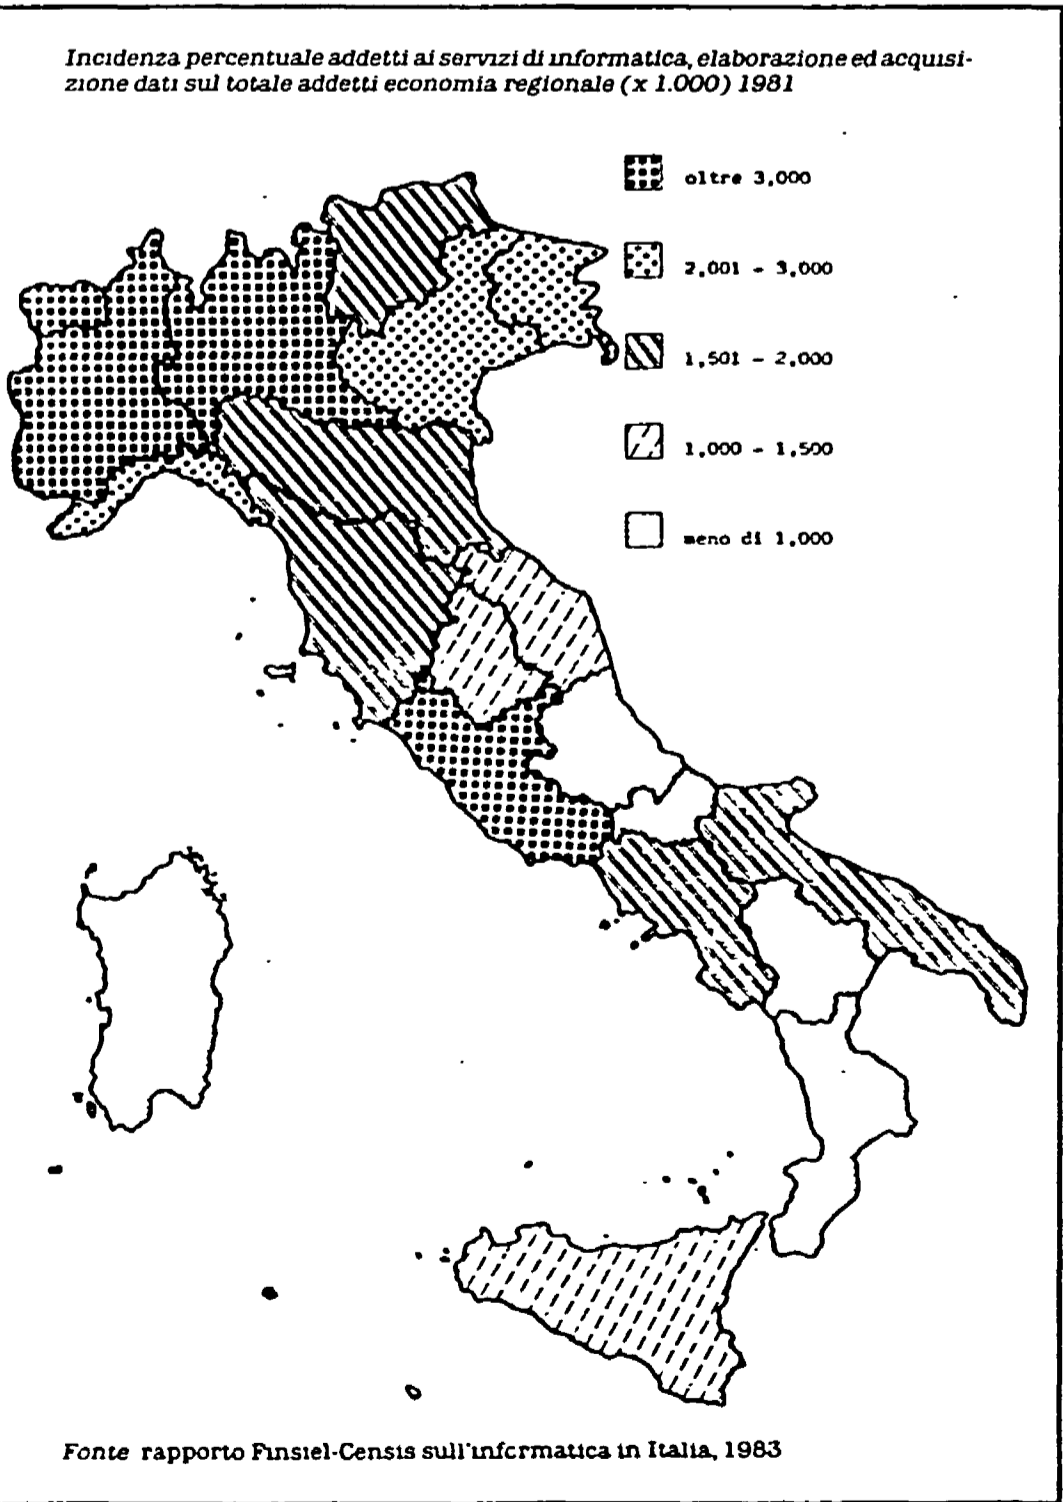 Incidenza percentuale addetti ai servizi di informatica, elaborazione ed acquisi-
zione dati sul totale addetti economia regionale (x 1.000) 1981
oltre 3,000
2,001 - 3,000
1,501 - 2,000
1,000 - 1,500
meno di 1,000
Fonte rapporto Finsiel-Censis sull'informatica in Italia, 1983